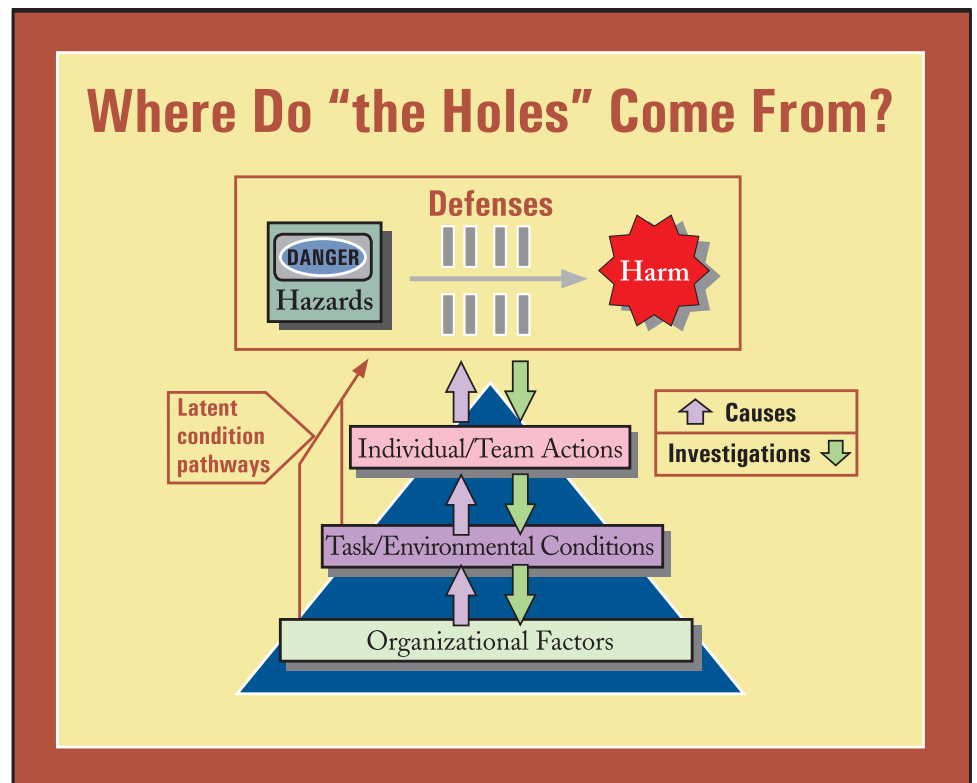 Where Do “the Holes” Come From?
Defenses
DANGER
Hazards
Harm
Latent
condition
pathways
Causes
Investigations
Individual/Team Actions
Task/Environmental Conditions
Organizational Factors